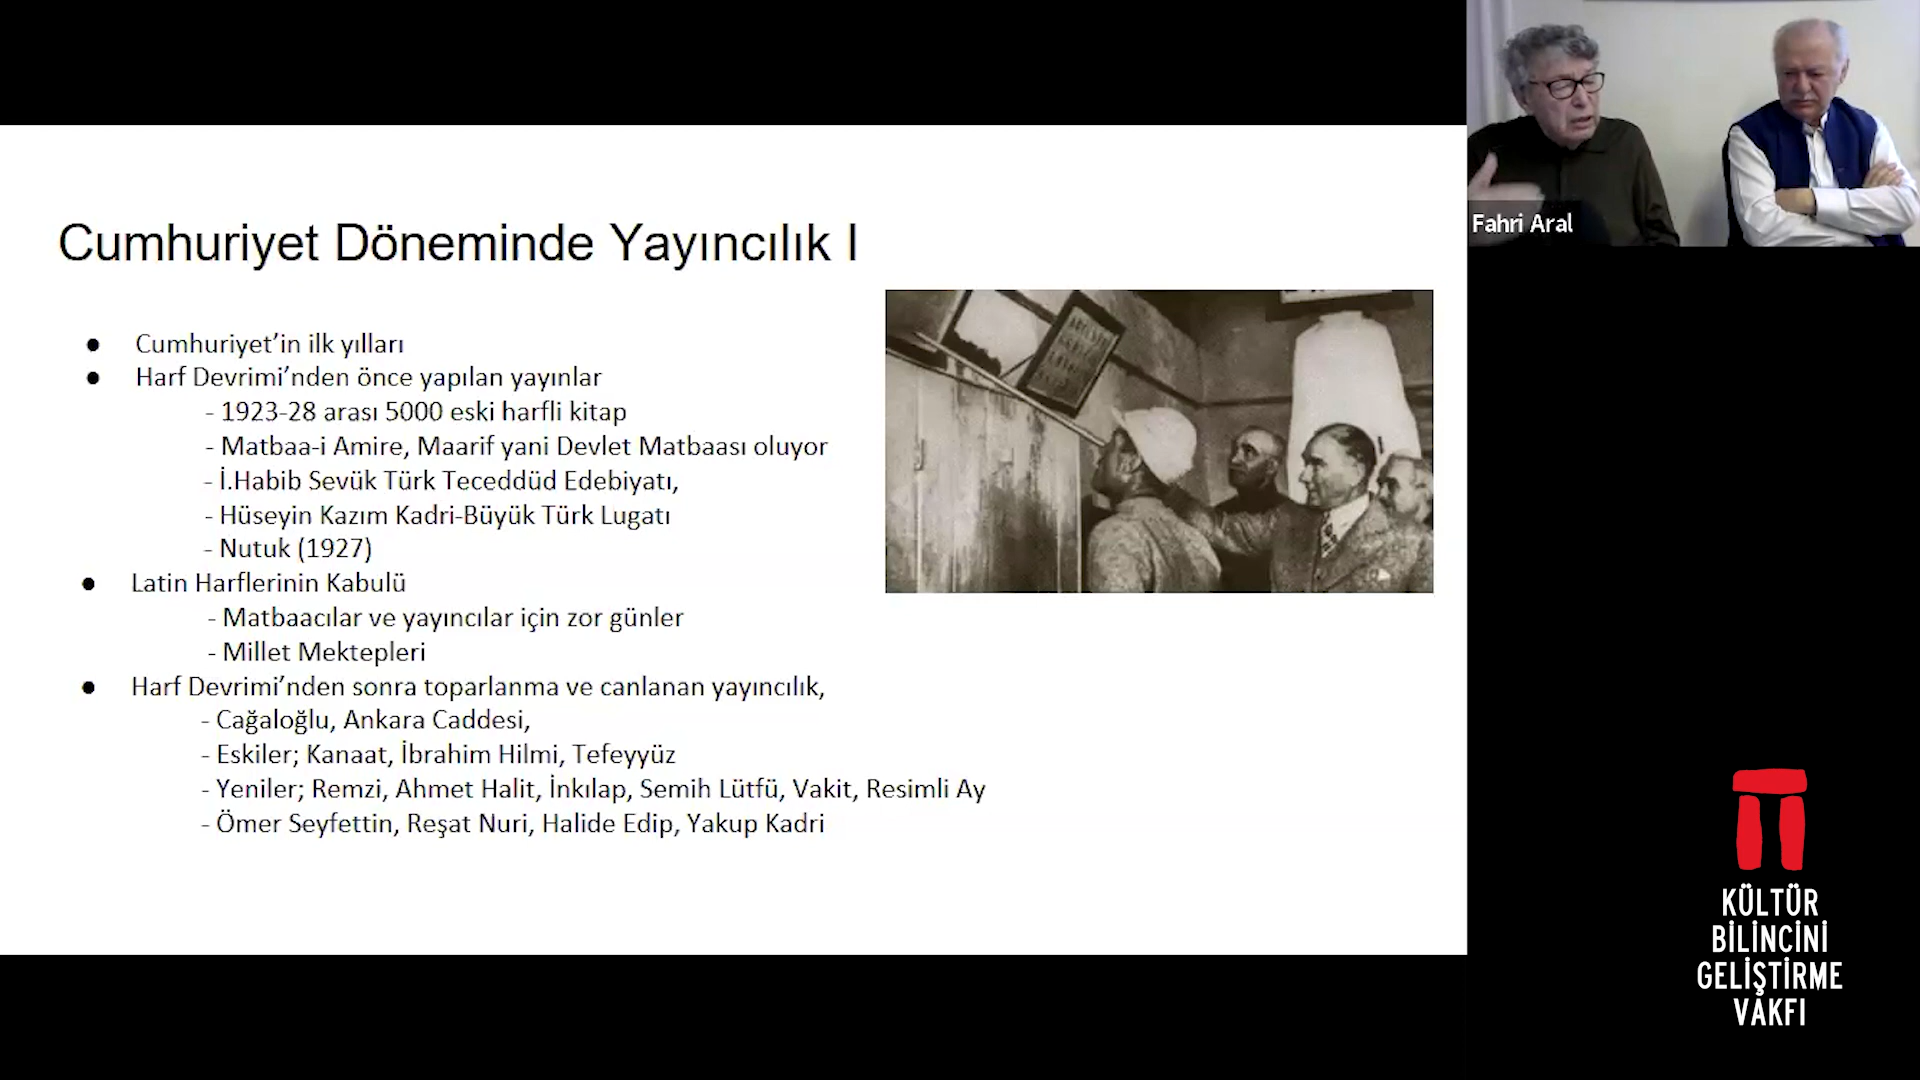 Cumhuriyet Döneminde Yayıncılık I
● Cumhuriyet’in ilk yılları
● Harf Devrimi’nden önce yapılan yayınlar
- 1923-28 arası 5000 eski harfli kitap
- Matbaa-i Amire, Maarif yani Devlet Matbaası oluyor
- İ.Habib Sevük Türk Teceddüd Edebiyatı,
- Hüseyin Kazım Kadri-Büyük Türk Lugatı
- Nutuk (1927)
● Latin Harflerinin Kabulü
- Matbaacılar ve yayıncılar için zor günler
- Millet Mektepleri
● Harf Devrimi’nden sonra toparlanma ve canlanan yayıncılık,
- Cağaloğlu, Ankara Caddesi,
- Eskiler; Kanaat, İbrahim Hilmi, Tefeyyüz
- Yeniler; Remzi, Ahmet Halit, İnkılap, Semih Lütfü, Vakit, Resimli Ay
- Ömer Seyfettin, Reşat Nuri, Halide Edip, Yakup Kadri
Fahri Aral
KÜLTÜR
BİLİNCİNİ
GELİŞTİRME
VAKFI